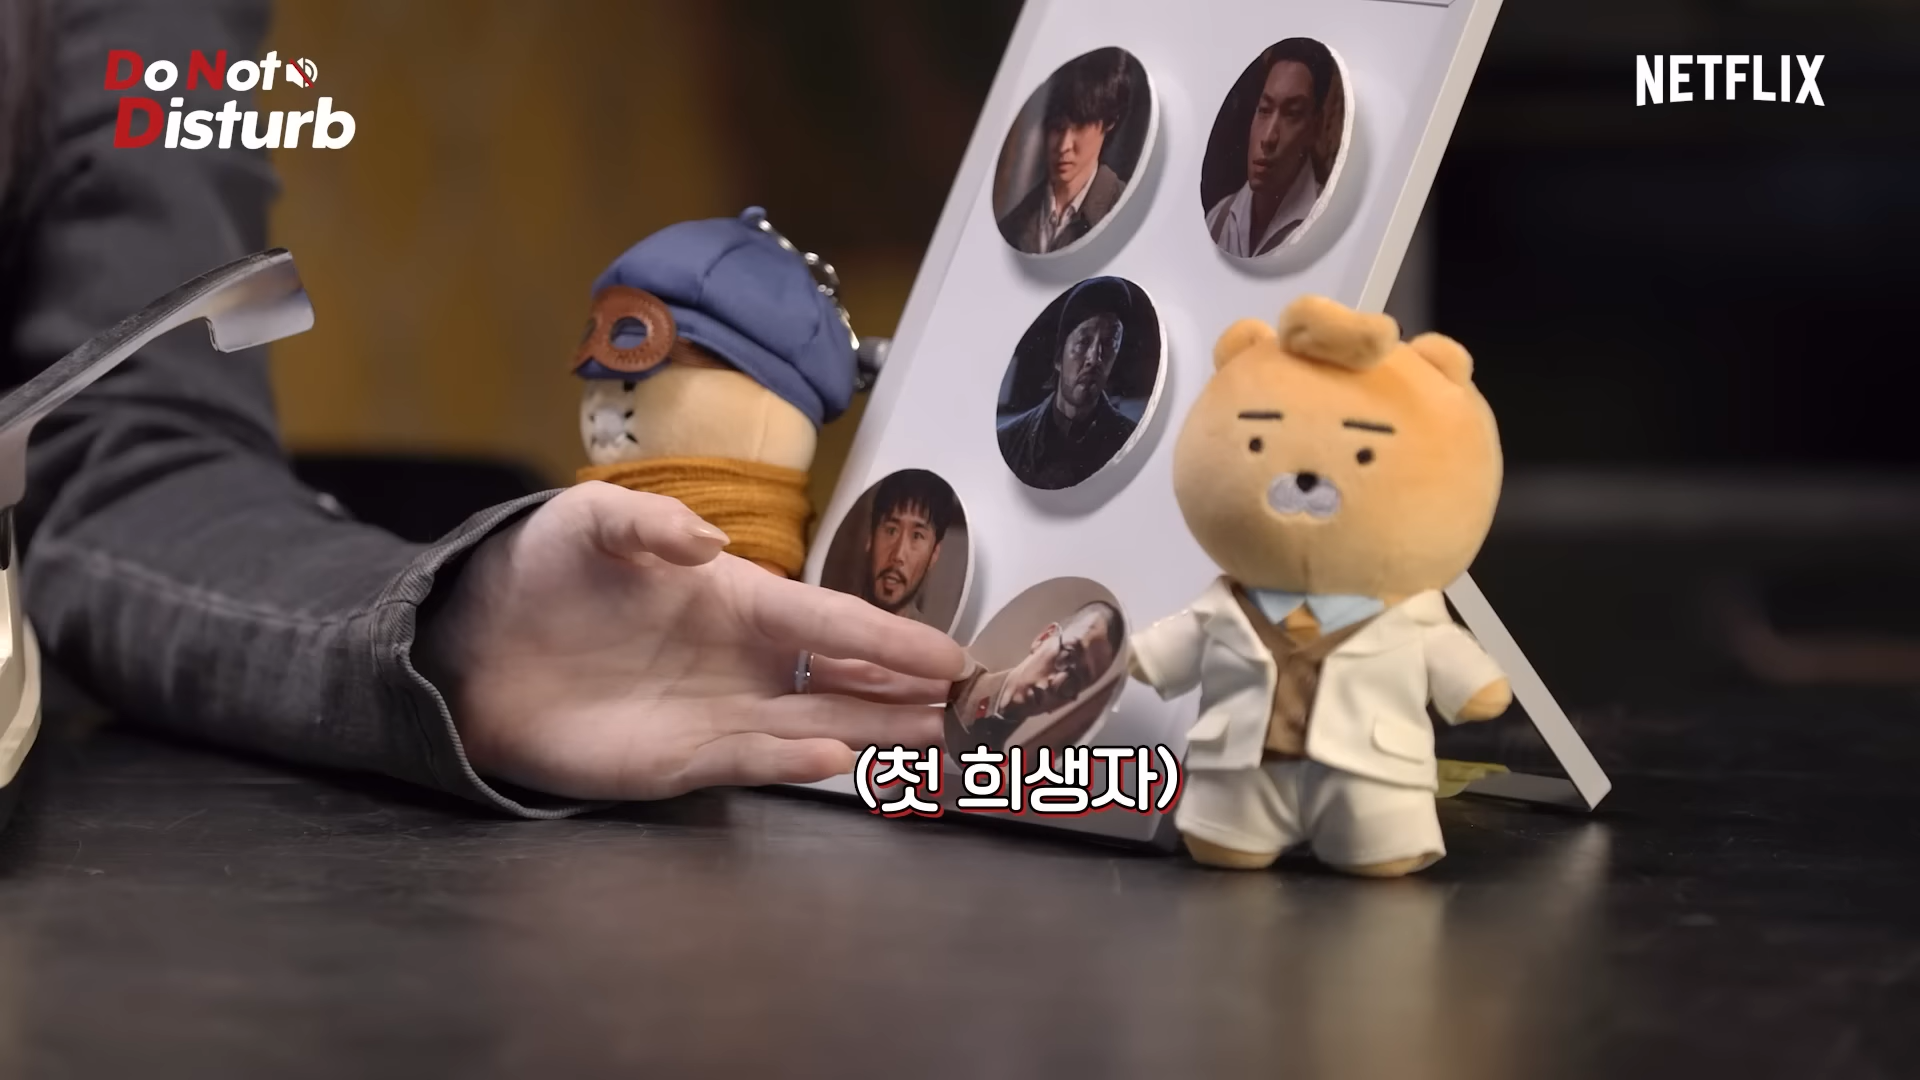 Do Not
Disturb
NETFLIX
(첫 희생자)